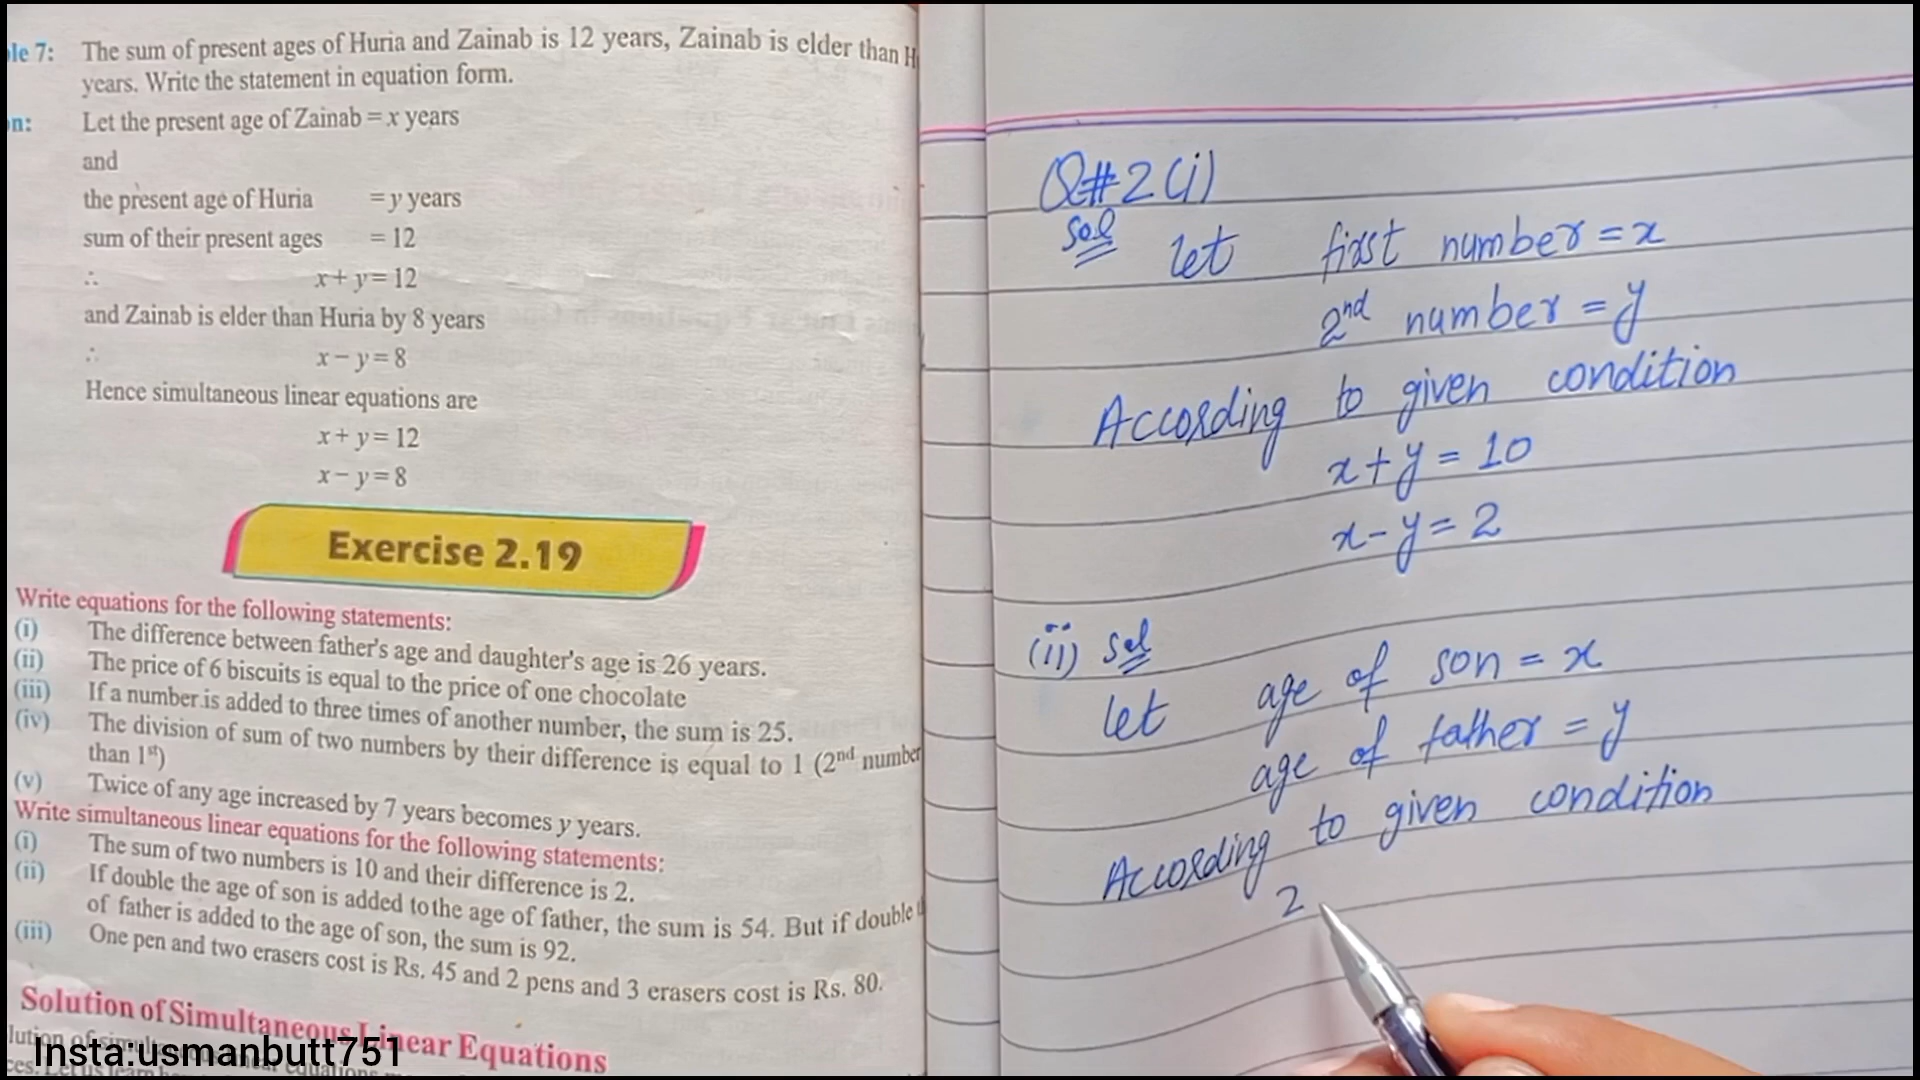 le 7: The sum of present ages of Huria and Zainab is 12 years, Zainab is elder than H
years. Write the statement in equation form.
n: Let the present age of Zainab = x years
and
the present age of Huria = y years
sum of their present ages = 12
∴ x + y = 12
and Zainab is elder than Huria by 8 years
∴ x − y = 8
Hence simultaneous linear equations are
x + y = 12
x − y = 8
Exercise 2.19
Write equations for the following statements:
(i) The difference between father's age and daughter's age is 26 years.
(ii) The price of 6 biscuits is equal to the price of one chocolate
(iii) If a number is added to three times of another number, the sum is 25.
(iv) The division of sum of two numbers by their difference is equal to 1 (2nd number
than 1st)
(v) Twice of any age increased by 7 years becomes y years.
Write simultaneous linear equations for the following statements:
(i) The sum of two numbers is 10 and their difference is 2.
(ii) If double the age of son is added to the age of father, the sum is 54. But if double
of father is added to the age of son, the sum is 92.
(iii) One pen and two erasers cost is Rs. 45 and 2 pens and 3 erasers cost is Rs. 80.
Solution of Simultaneous Linear Equations
Insta:usmanbutt751
Q#2(i)
Sol
let first number = x
2nd number = y
According to given condition
x + y = 10
x - y = 2
(ii) Sol
let age of son = x
age of father = y
According to given condition
2